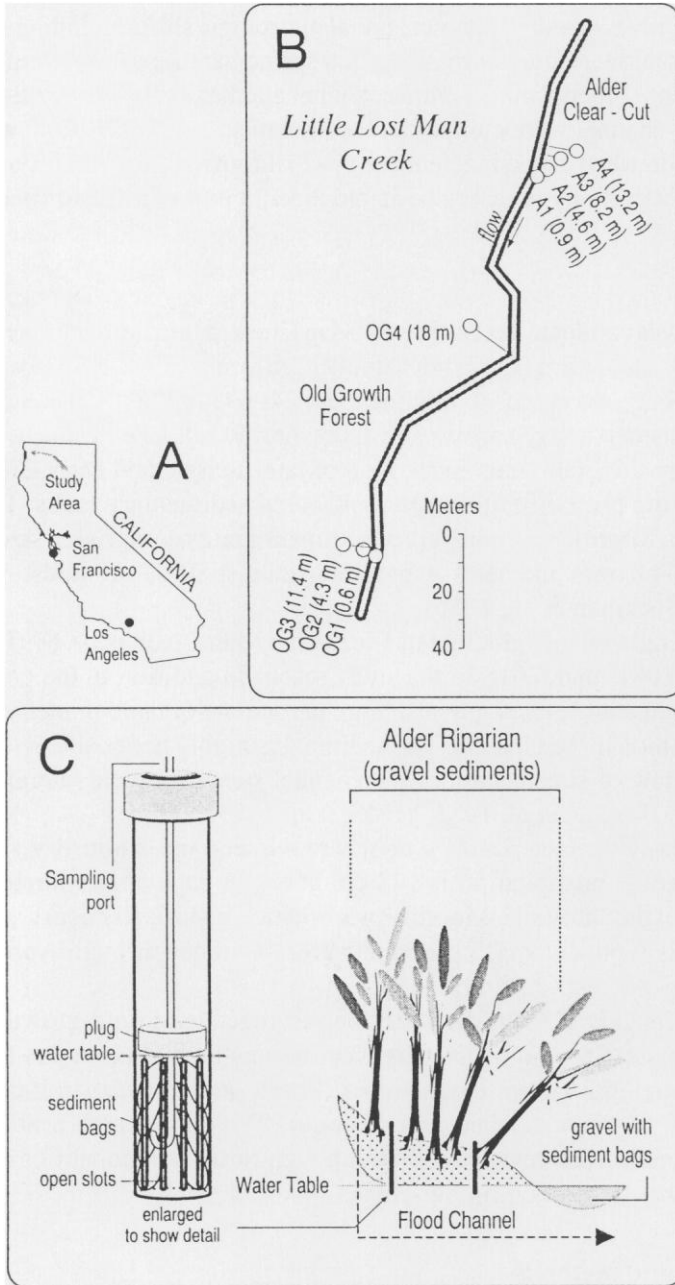 B
Little Lost Man
Creek
Alder
Clear - Cut
A4 (13.2 m)
A3 (8.2 m)
A2 (4.6 m)
A1 (0.9 m)
flow
OG4 (18 m)
Old Growth
Forest
OG3 (11.4 m)
OG2 (4.3 m)
OG1 (0.6 m)
Meters
0
20
40
A
Study
Area
San
Francisco
Los
Angeles
CALIFORNIA
C
Sampling
port
plug
water table
sediment
bags
open slots
enlarged
to show detail
Alder Riparian
(gravel sediments)
gravel with
sediment bags
Water Table
Flood Channel